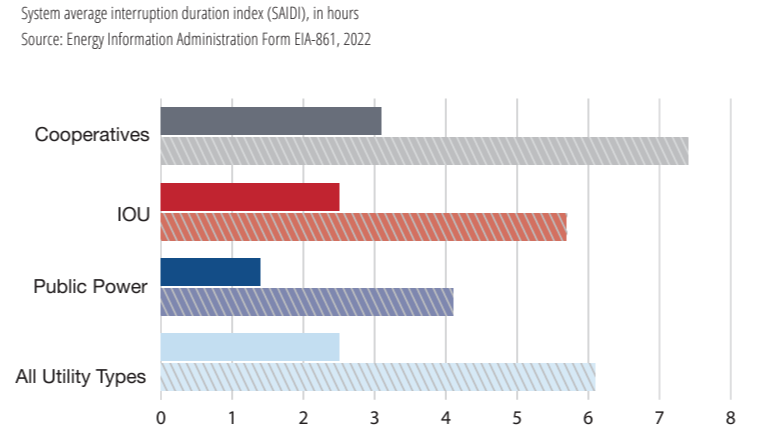 System average interruption duration index (SAIDI), in hours
Source: Energy Information Administration Form EIA-861, 2022
Cooperatives
IOU
Public Power
All Utility Types
0 1 2 3 4 5 6 7 8